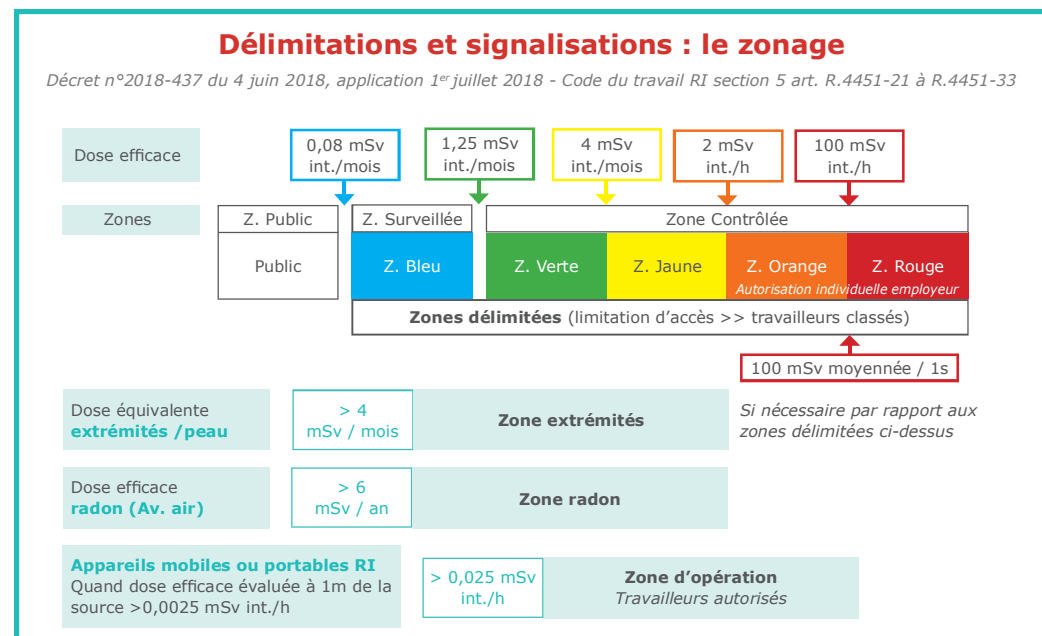 Délimitations et signalisations : le zonage
Décret n°2018-437 du 4 juin 2018, application 1er juillet 2018 - Code du travail RI section 5 art. R.4451-21 à R.4451-33
Dose efficace
0,08 mSv
int./mois
1,25 mSv
int./mois
4 mSv
int./mois
2 mSv
int./h
100 mSv
int./h
Zones
Z. Public
Z. Surveillée
Zone Contrôlée
Public
Z. Bleu
Z. Verte
Z. Jaune
Z. Orange
Z. Rouge
Autorisation individuelle employeur
Zones délimitées (limitation d'accès >> travailleurs classés)
100 mSv moyennée / 1s
Dose équivalente
extrémités /peau
> 4
mSv / mois
Zone extrémités
Si nécessaire par rapport aux
zones délimitées ci-dessus
Dose efficace
radon (Av. air)
> 6
mSv / an
Zone radon
Appareils mobiles ou portables RI
Quand dose efficace évaluée à 1m de la
source >0,0025 mSv int./h
> 0,025 mSv
int./h
Zone d'opération
Travailleurs autorisés